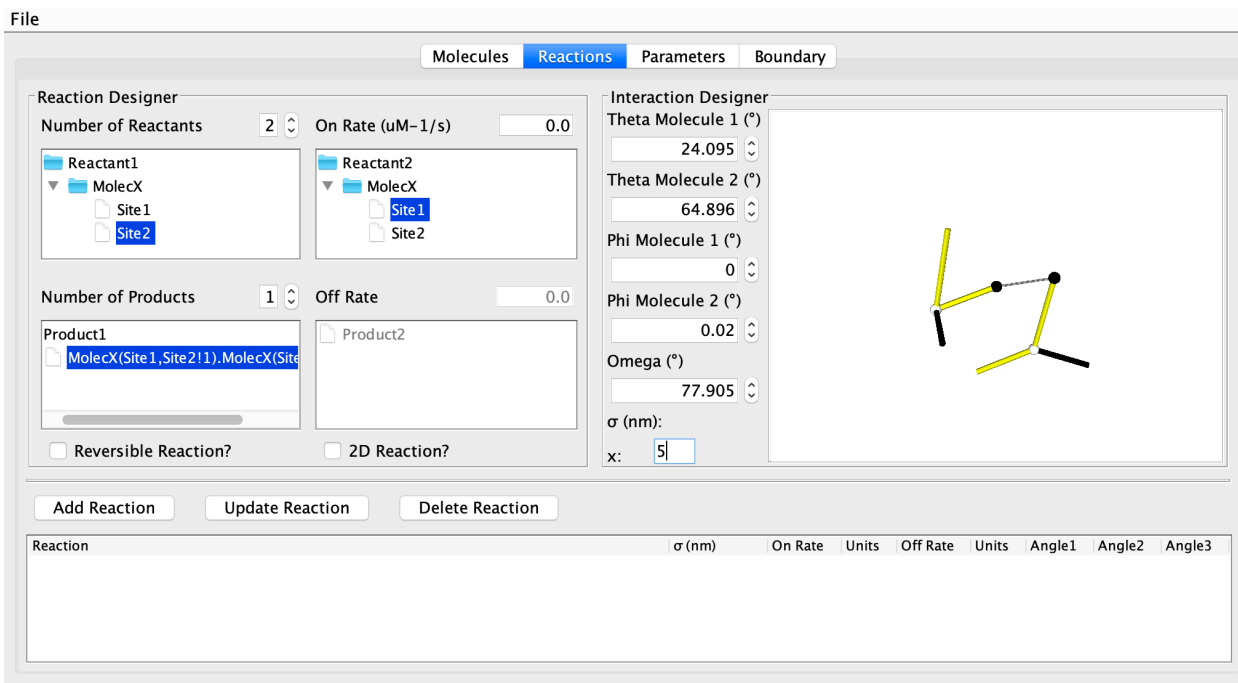 File
Molecules Reactions Parameters Boundary
Reaction Designer
Number of Reactants 2 On Rate (uM-1/s) 0.0
Reactant1 Reactant2
MolecX MolecX
Site1 Site1
Site2 Site2
Number of Products 1 Off Rate 0.0
Product1 Product2
MolecX(Site1,Site2!1).MolecX(Site
Reversible Reaction? 2D Reaction?
Interaction Designer
Theta Molecule 1 (°)
24.095
Theta Molecule 2 (°)
64.896
Phi Molecule 1 (°)
0
Phi Molecule 2 (°)
0.02
Omega (°)
77.905
σ (nm):
x: 5
Add Reaction Update Reaction Delete Reaction
Reaction σ (nm) On Rate Units Off Rate Units Angle1 Angle2 Angle3